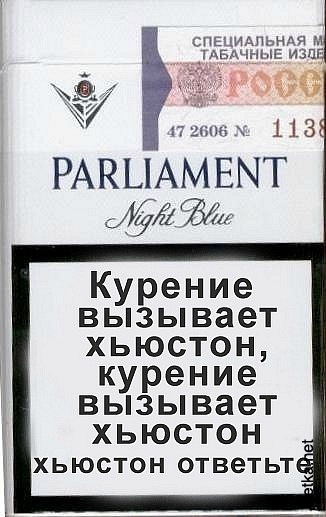 СПЕЦИАЛЬНАЯ М
ТАБАЧНЫЕ ИЗДЕ
РОСС
47 2606 № 1138
PARLIAMENT
Night Blue
Курение
вызывает
хьюстон,
курение
вызывает
хьюстон
хьюстон ответьте